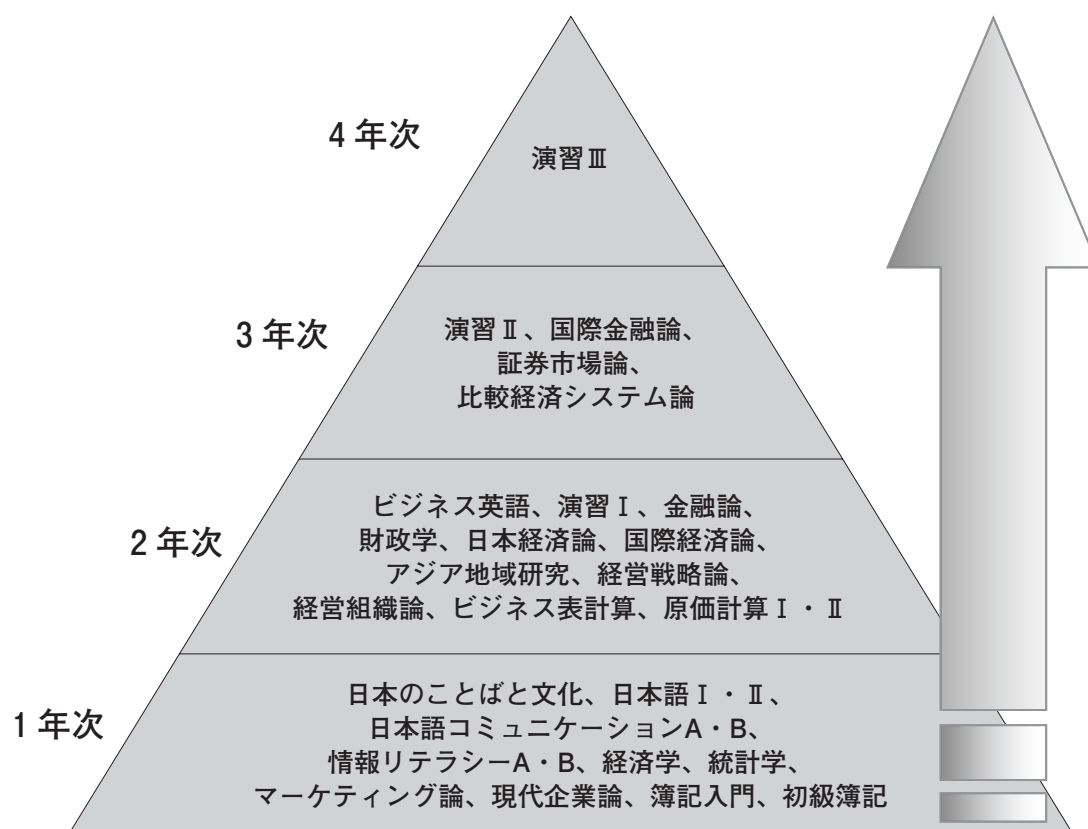 4年次
演習Ⅲ
3年次
演習Ⅱ、国際金融論、
証券市場論、
比較経済システム論
2年次
ビジネス英語、演習Ⅰ、金融論、
財政学、日本経済論、国際経済論、
アジア地域研究、経営戦略論、
経営組織論、ビジネス表計算、原価計算Ⅰ・Ⅱ
1年次
日本のことばと文化、日本語Ⅰ・Ⅱ、
日本語コミュニケーションA・B、
情報リテラシーA・B、経済学、統計学、
マーケティング論、現代企業論、簿記入門、初級簿記